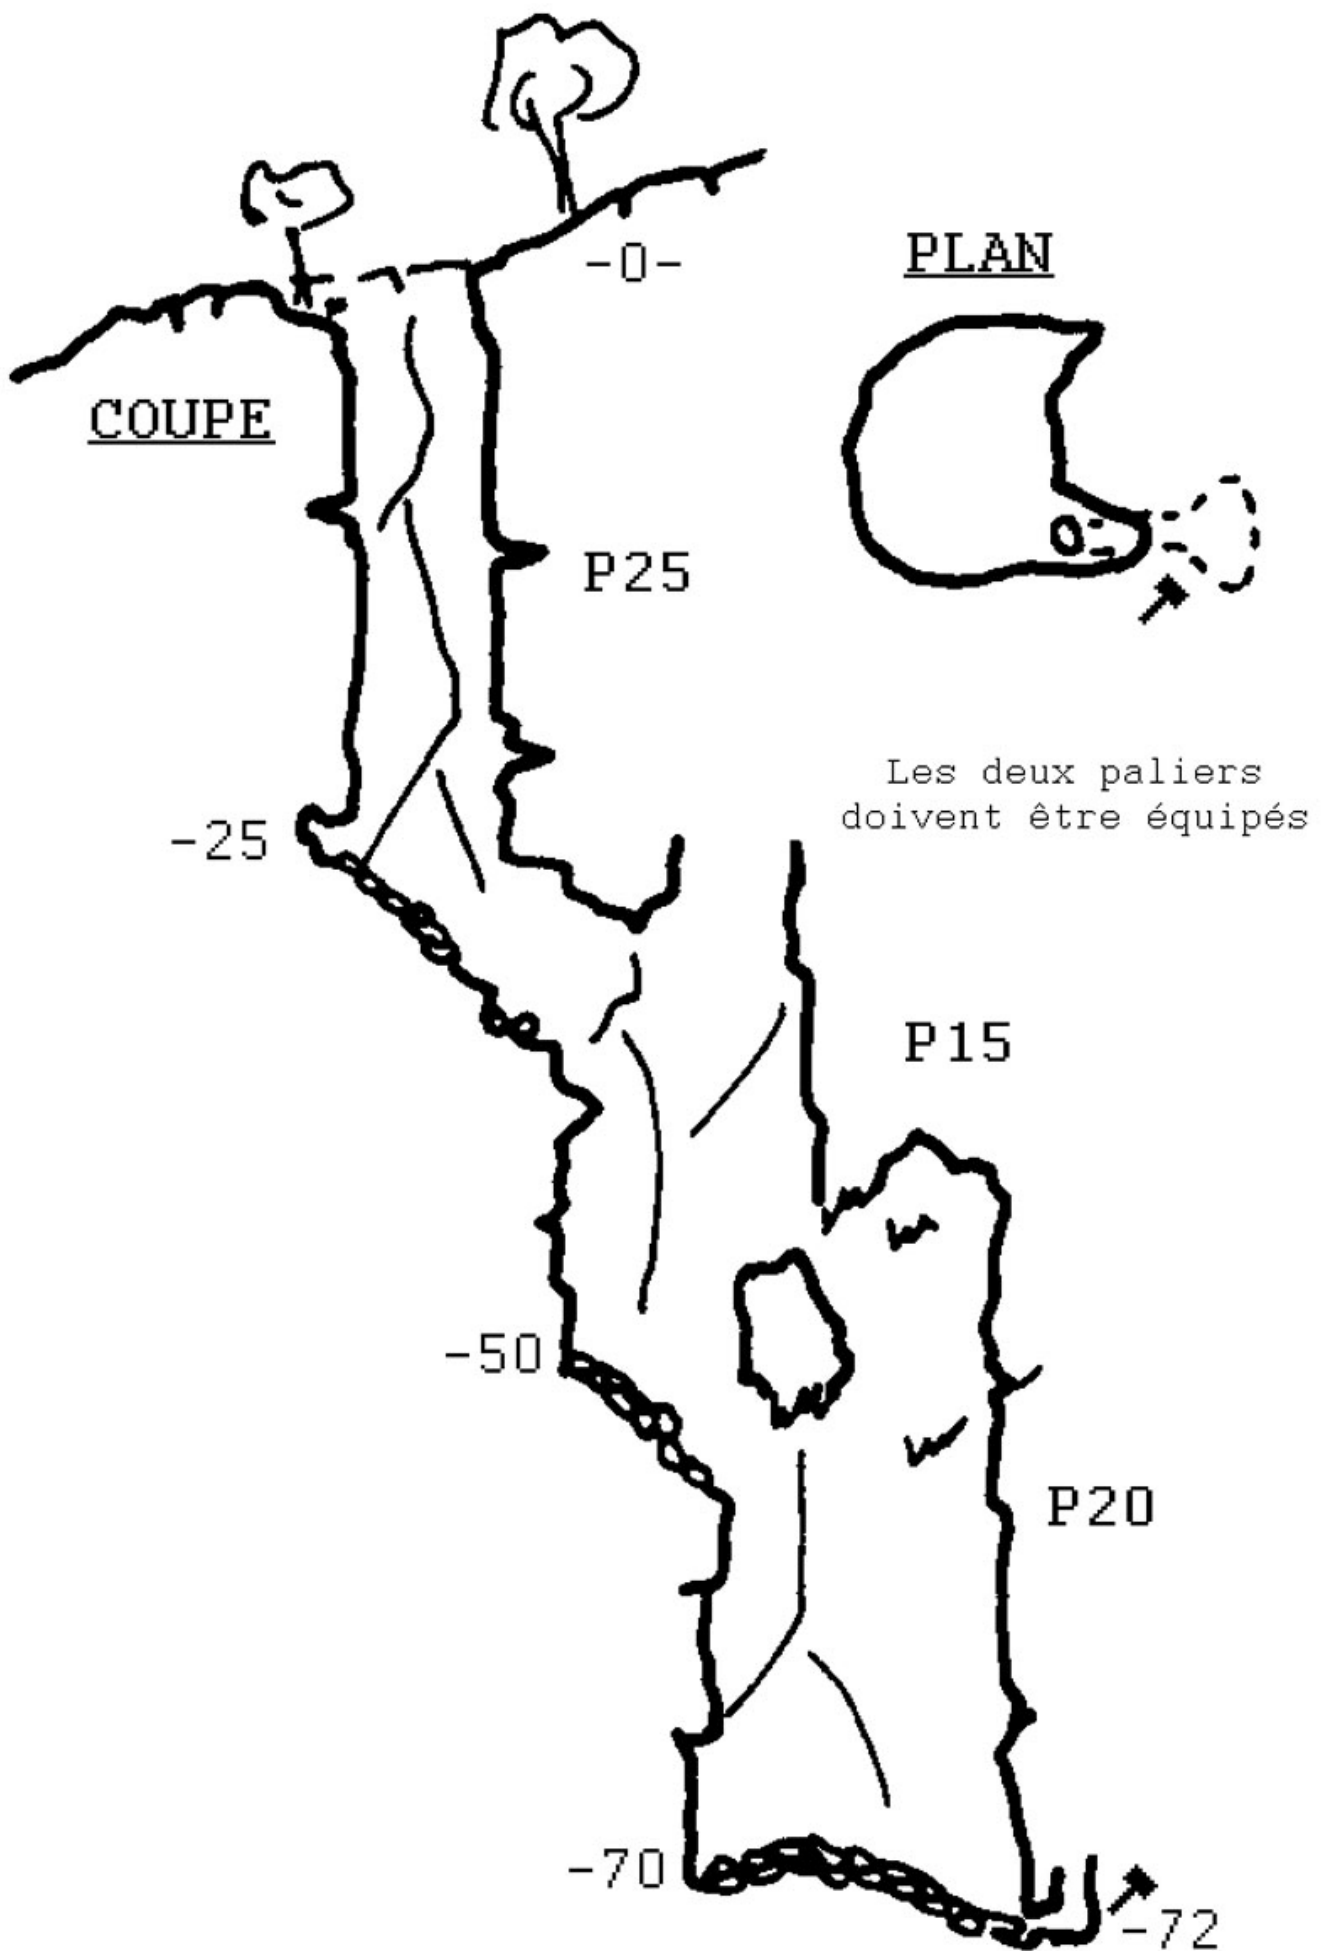 -0-
PLAN
COUPE
P25
Les deux paliers
doivent être équipés
-25
P15
-50
P20
-70
-72